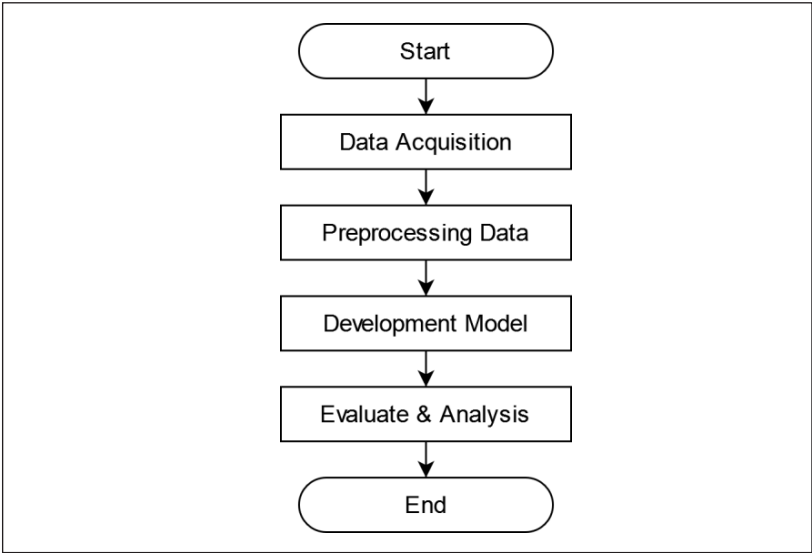 Start
Data Acquisition
Preprocessing Data
Development Model
Evaluate & Analysis
End